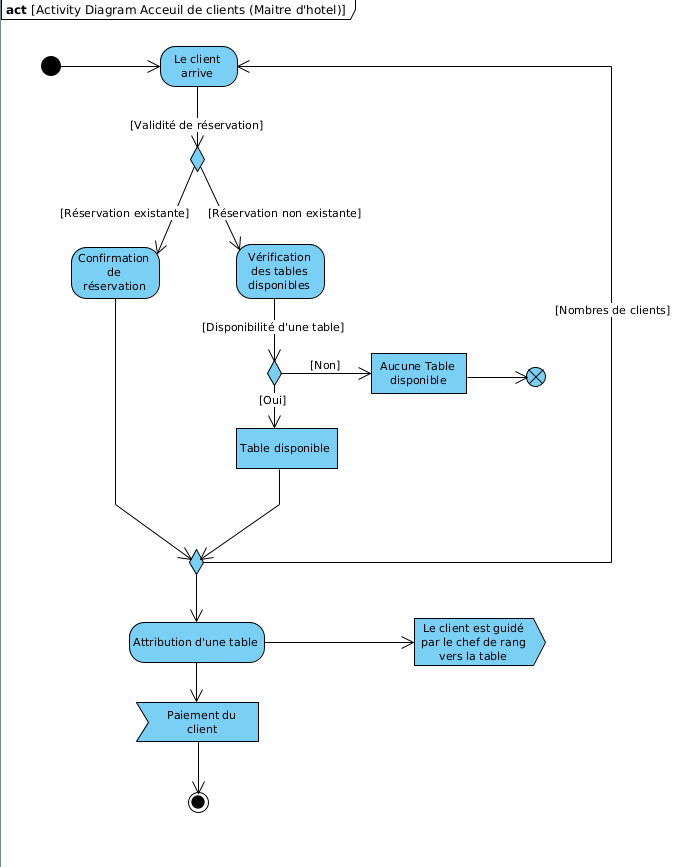 act [Activity Diagram Acceuil de clients (Maitre d'hotel)]
Le client
arrive
[Validité de réservation]
[Réservation existante]
[Réservation non existante]
Confirmation
de
réservation
Vérification
des tables
disponibles
[Nombres de clients]
[Disponibilité d'une table]
[Non]
Aucune Table
disponible
[Oui]
Table disponible
Attribution d'une table
Le client est guidé
par le chef de rang
vers la table
Paiement du
client